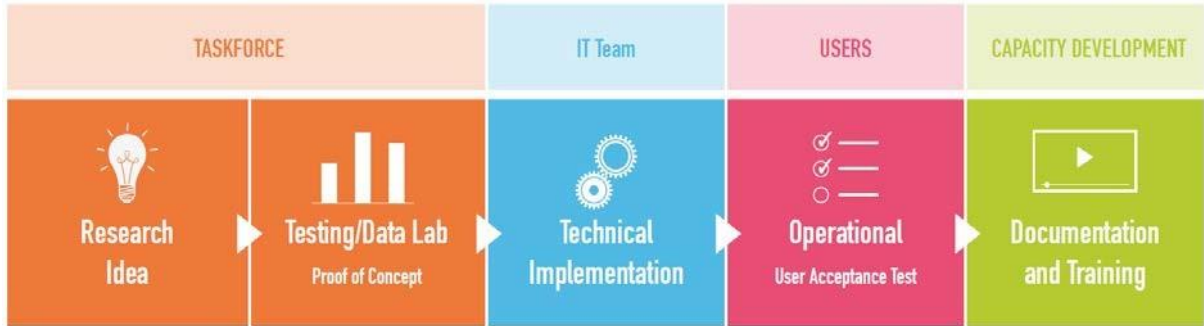 TASKFORCE
IT Team
USERS
CAPACITY DEVELOPMENT
Research
Idea
Testing/Data Lab
Proof of Concept
Technical
Implementation
Operational
User Acceptance Test
Documentation
and Training